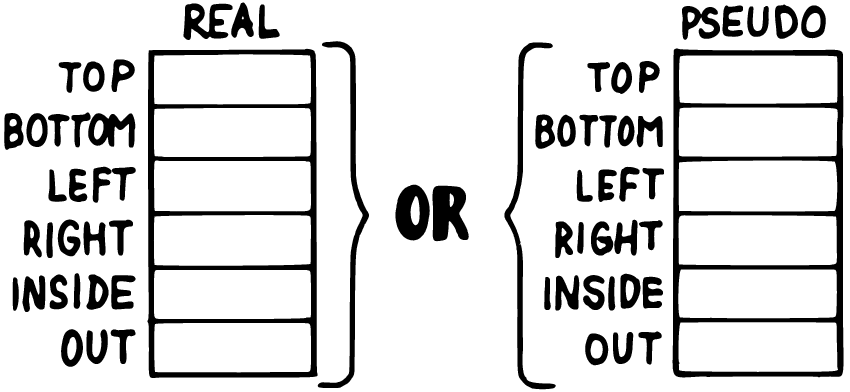 REAL
TOP
BOTTOM
LEFT
RIGHT
INSIDE
OUT
OR
PSEUDO
TOP
BOTTOM
LEFT
RIGHT
INSIDE
OUT